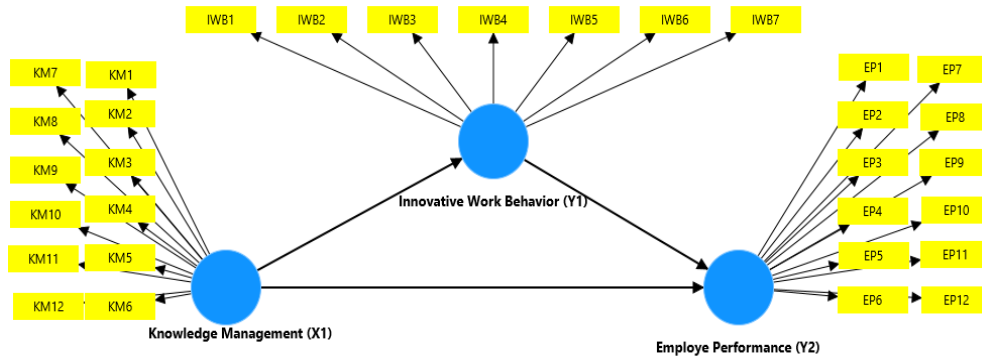 IWB1 IWB2 IWB3 IWB4 IWB5 IWB6 IWB7
KM7 KM1
KM8 KM2
KM9 KM3
KM10 KM4
KM11 KM5
KM12 KM6
EP1 EP7
EP2 EP8
EP3 EP9
EP4 EP10
EP5 EP11
EP6 EP12
Innovative Work Behavior (Y1)
Knowledge Management (X1)
Employe Performance (Y2)